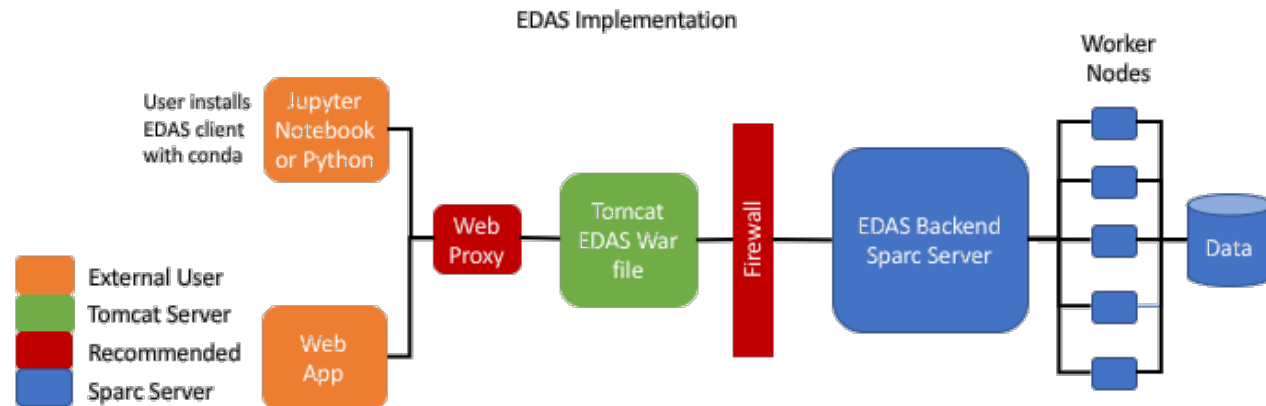 EDAS Implementation
Worker
Nodes
User installs
EDAS client
with conda
Jupyter
Notebook
or Python
Web
Proxy
Tomcat
EDAS War
file
Firewall
EDAS Backend
Sparc Server
Data
External User
Tomcat Server
Recommended
Sparc Server
Web
App